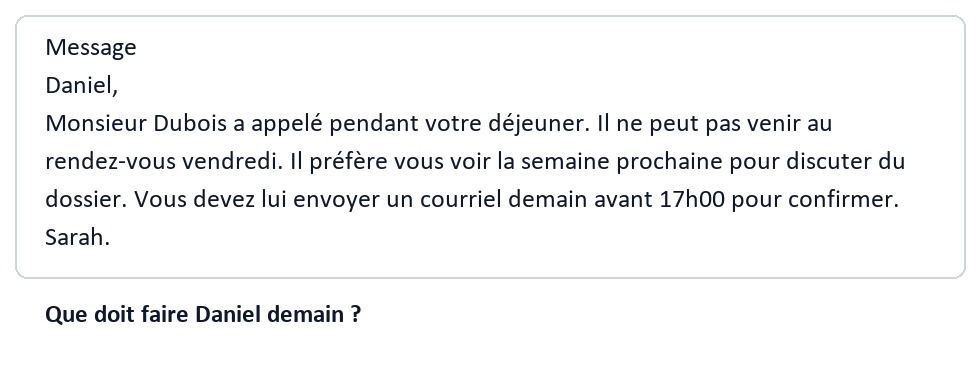 Message
Daniel,
Monsieur Dubois a appelé pendant votre déjeuner. Il ne peut pas venir au
rendez-vous vendredi. Il préfère vous voir la semaine prochaine pour discuter du
dossier. Vous devez lui envoyer un courriel demain avant 17h00 pour confirmer.
Sarah.
Que doit faire Daniel demain ?